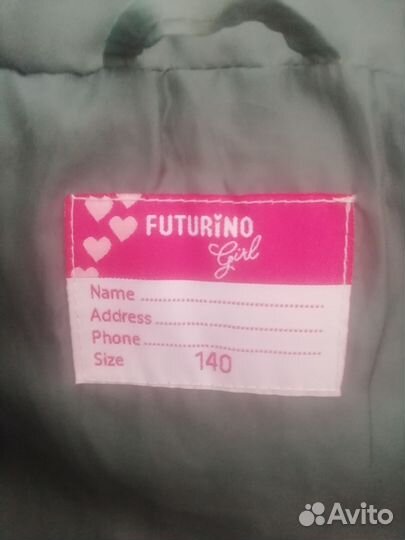 FUTURiNO
Girl
Name
Address
Phone
Size 140
Avito